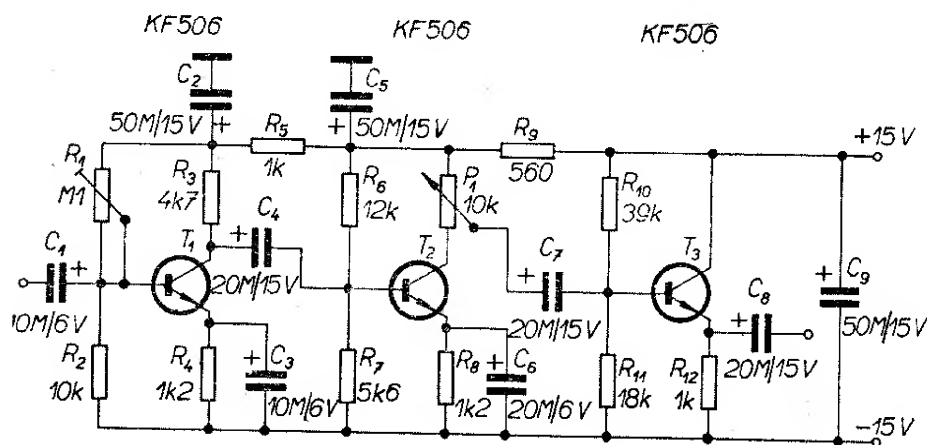 KF506 KF506 KF506
C2 C5
50M/15V + R5 + 50M/15V R9 +15V
R1 1k 560
M1 R3 R6 P1 R10
4k7 12k 10k 39k
C1 + T1 + C4 T2 C7 T3 C9
20M/15V + + C8 +
10M/6V 20M/15V 50M/15V
R2 R4 + C3 R7 R8 + C6 R11 R12 20M/15V
10k 1k2 10M/6V 5k6 1k2 20M/6V 18k 1k
-15V